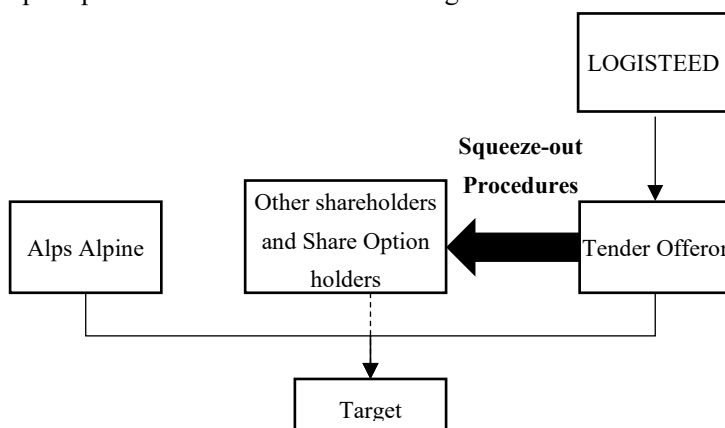 LOGISTEED
Squeeze-out
Procedures
Other shareholders
and Share Option
holders
Alps Alpine
Tender Offeror
Target